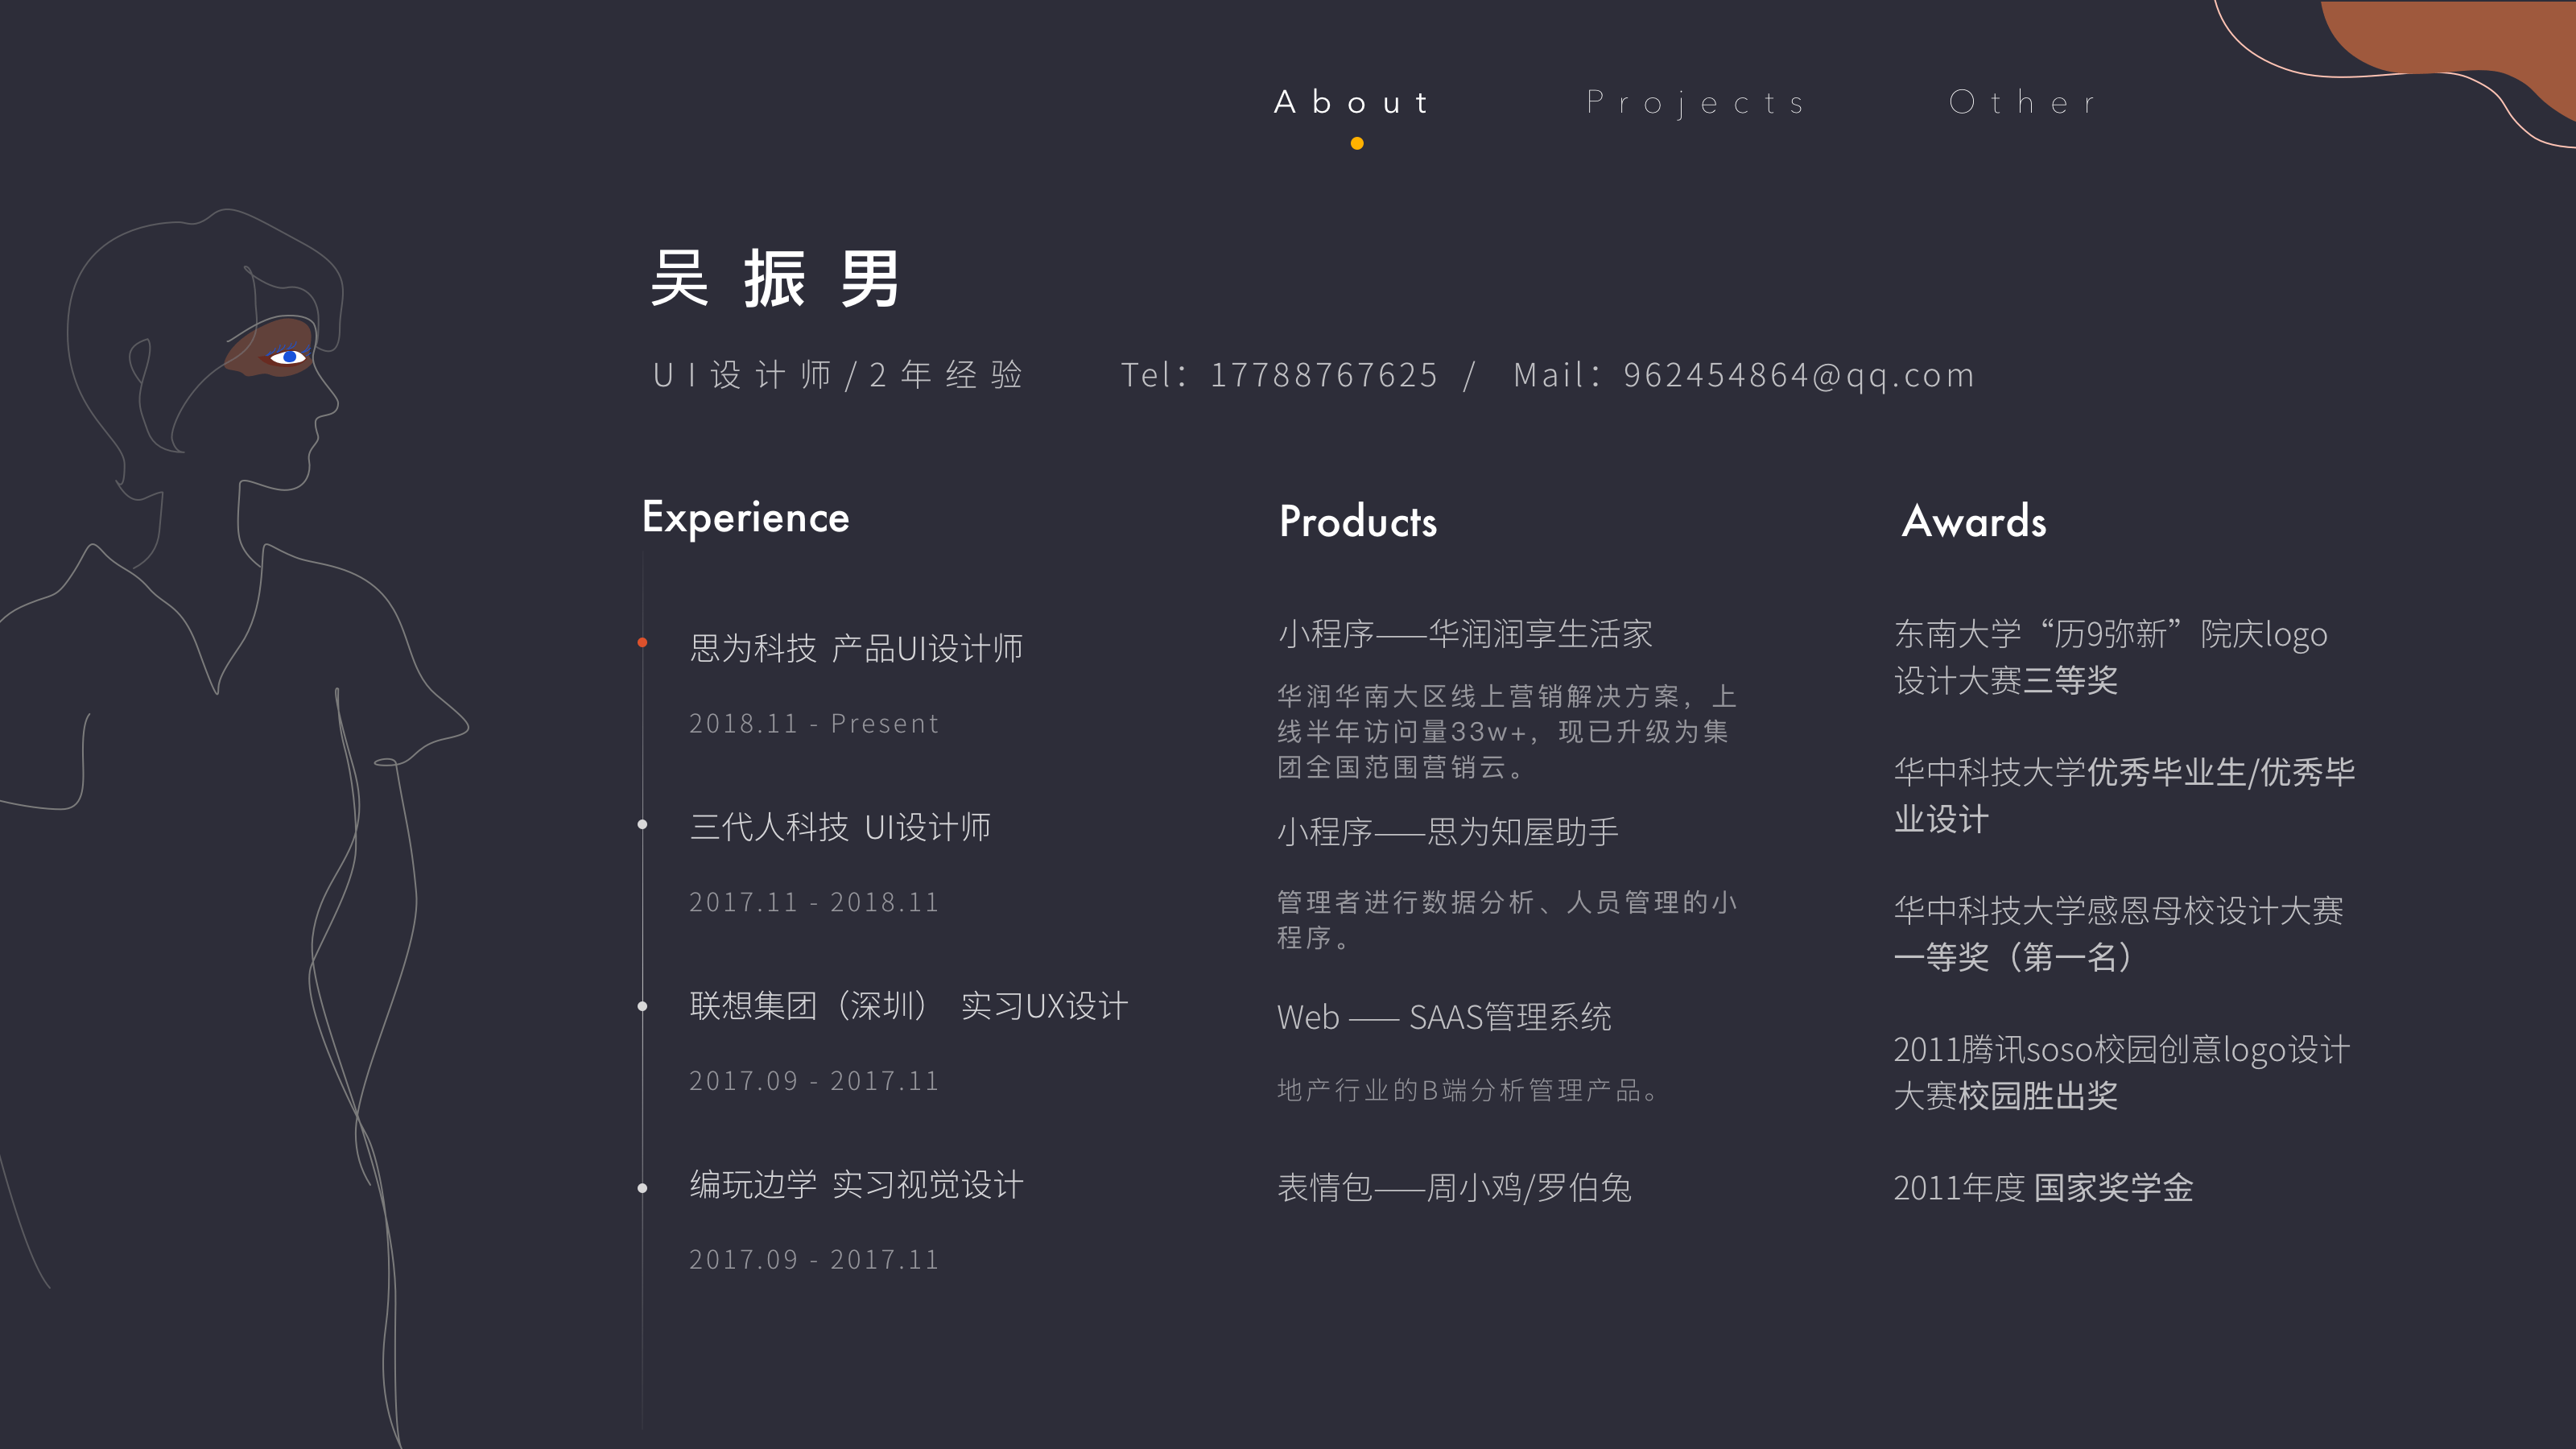 About Projects Other
吴振男
UI设计师/2年经验 Tel：17788767625 / Mail：962454864@qq.com
Experience
思为科技 产品UI设计师
2018.11 - Present
三代人科技 UI设计师
2017.11 - 2018.11
联想集团（深圳） 实习UX设计
2017.09 - 2017.11
编玩边学 实习视觉设计
2017.09 - 2017.11
Products
小程序——华润润享生活家
华润华南大区线上营销解决方案，上
线半年访问量33w+，现已升级为集
团全国范围营销云。
小程序——思为知屋助手
管理者进行数据分析、人员管理的小
程序。
Web —— SAAS管理系统
地产行业的B端分析管理产品。
表情包——周小鸡/罗伯兔
Awards
东南大学“历9弥新”院庆logo
设计大赛三等奖
华中科技大学优秀毕业生/优秀毕
业设计
华中科技大学感恩母校设计大赛
一等奖（第一名）
2011腾讯soso校园创意logo设计
大赛校园胜出奖
2011年度 国家奖学金